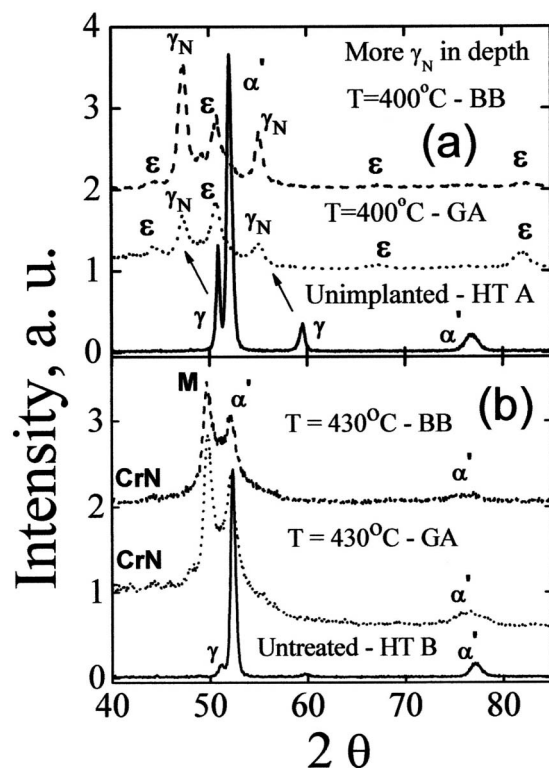 Intensity, a. u.
4
3
2
1
0
γN
α'
More γN in depth
T=400°C - BB
ε
ε
γN
(a)
ε
ε
T=400°C - GA
ε
γN
ε
γN
ε
ε
Unimplanted - HT A
γ
γ
α'
M
α'
(b)
3
T = 430°C - BB
CrN
α'
2
T = 430°C - GA
CrN
α'
1
Untreated - HT B
γ
α'
0
40 50 60 70 80
2 θ